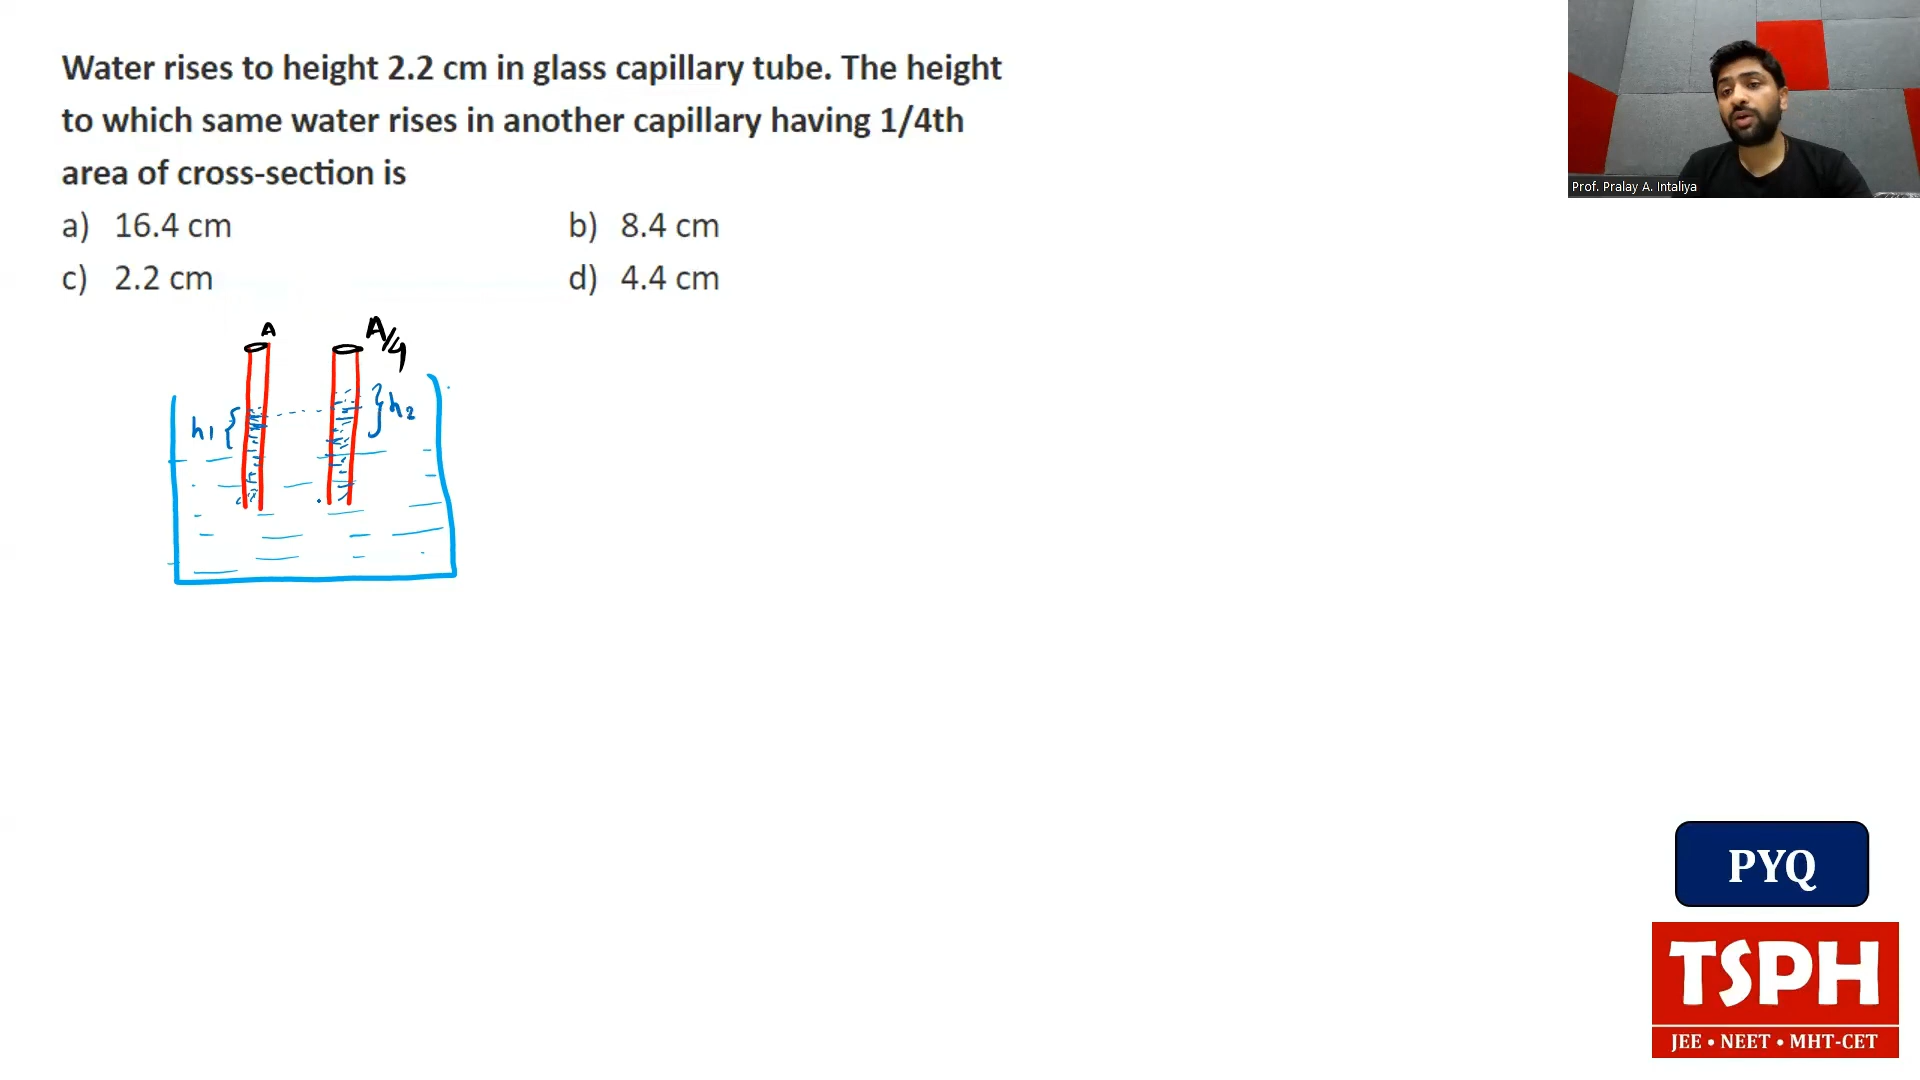 Water rises to height 2.2 cm in glass capillary tube. The height
to which same water rises in another capillary having 1/4th
area of cross-section is
a) 16.4 cm
b) 8.4 cm
c) 2.2 cm
d) 4.4 cm
A
A/4
h1
h2
Prof. Pralay A. Intaliya
PYQ
TSPH
JEE • NEET • MHT-CET